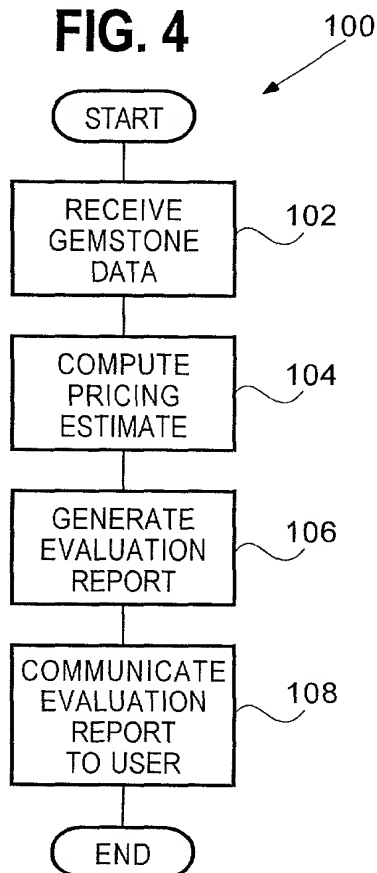 FIG. 4
100
START
RECEIVE
GEMSTONE
DATA
102
COMPUTE
PRICING
ESTIMATE
104
GENERATE
EVALUATION
REPORT
106
COMMUNICATE
EVALUATION
REPORT
TO USER
108
END